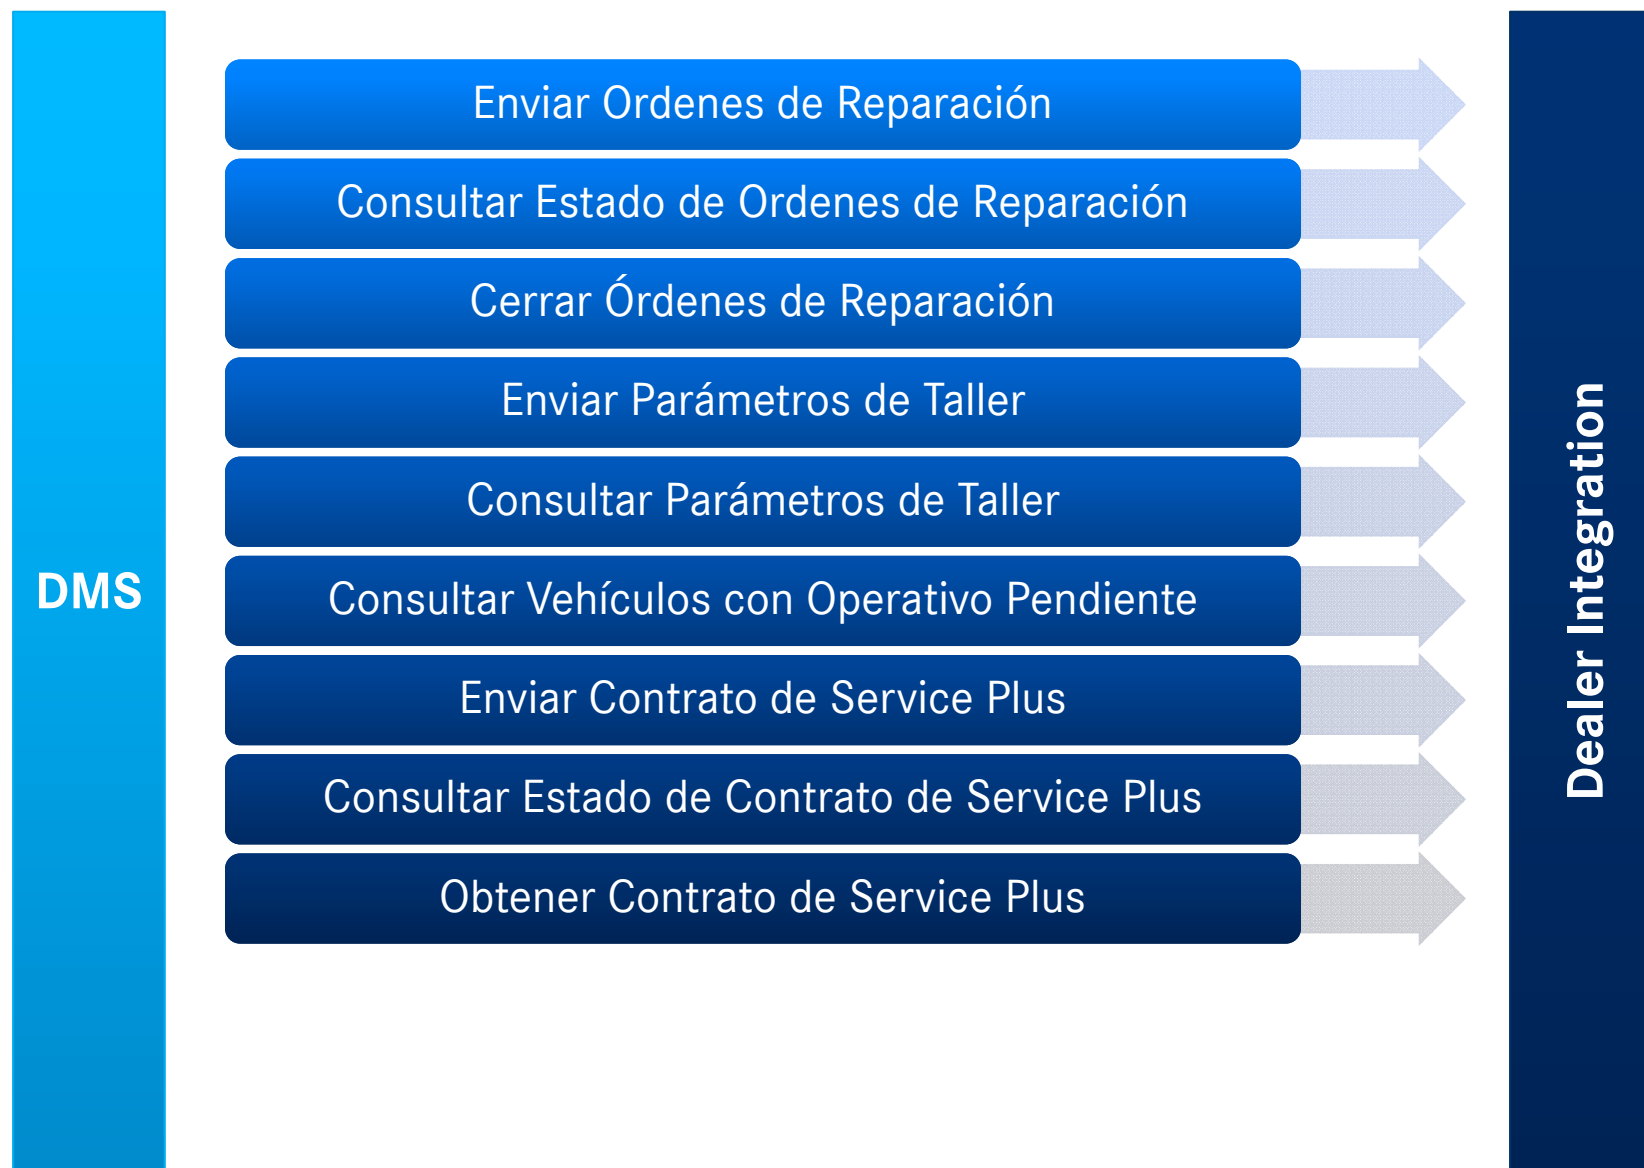 Enviar Ordenes de Reparación
Consultar Estado de Ordenes de Reparación
Cerrar Órdenes de Reparación
Enviar Parámetros de Taller
Consultar Parámetros de Taller
DMS
Consultar Vehículos con Operativo Pendiente
Enviar Contrato de Service Plus
Consultar Estado de Contrato de Service Plus
Obtener Contrato de Service Plus
Dealer Integration